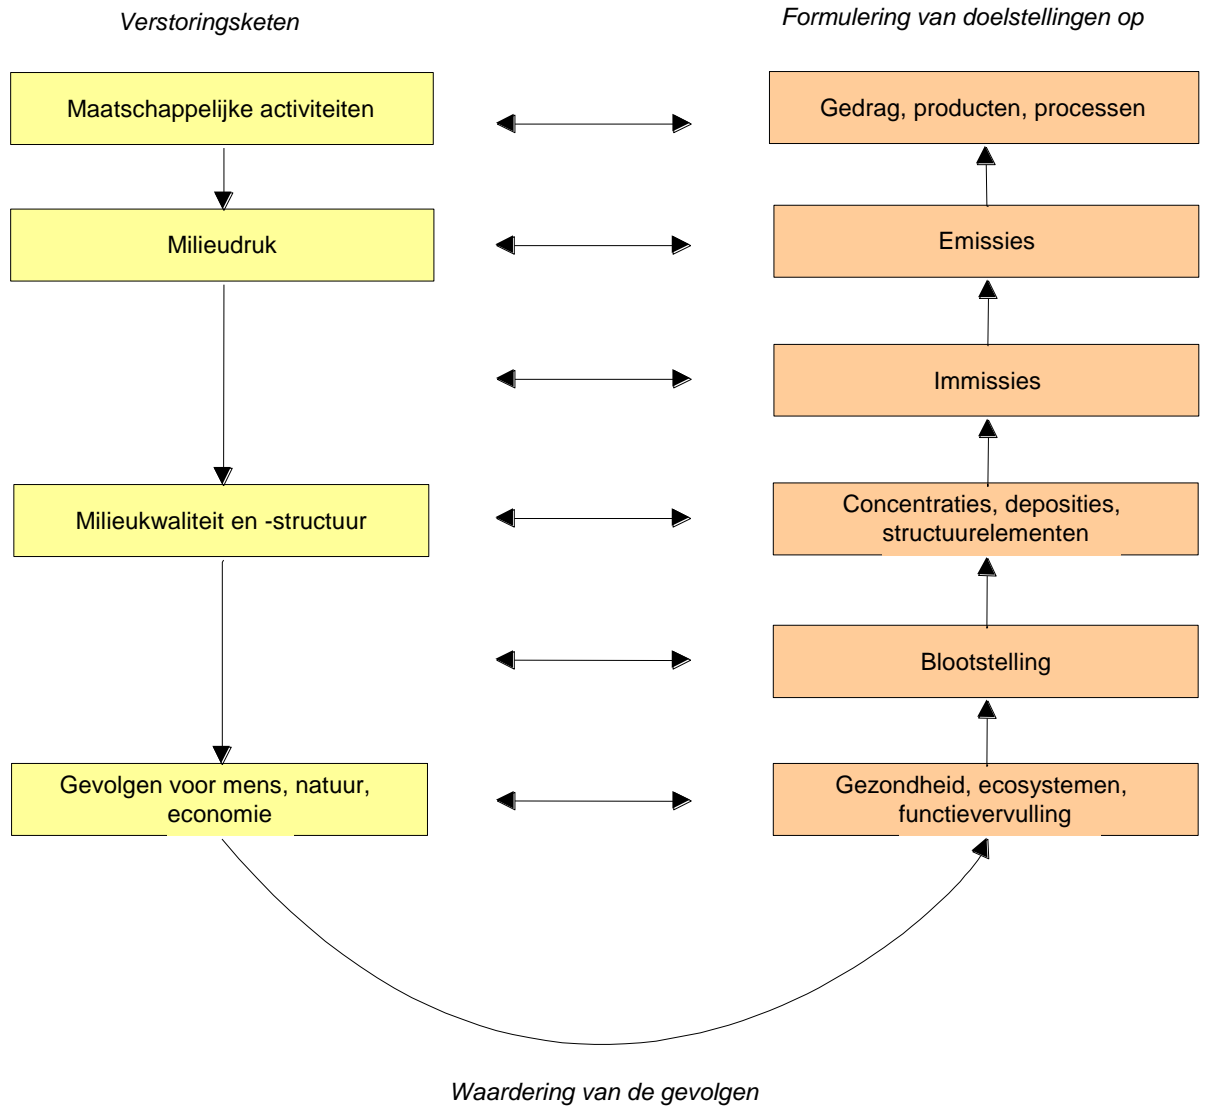 Verstoringsketen
Formulering van doelstellingen op
Maatschappelijke activiteiten
Gedrag, producten, processen
Milieudruk
Emissies
Immissies
Milieukwaliteit en -structuur
Concentraties, deposities,
structuurelementen
Blootstelling
Gevolgen voor mens, natuur,
economie
Gezondheid, ecosystemen,
functievervulling
Waardering van de gevolgen